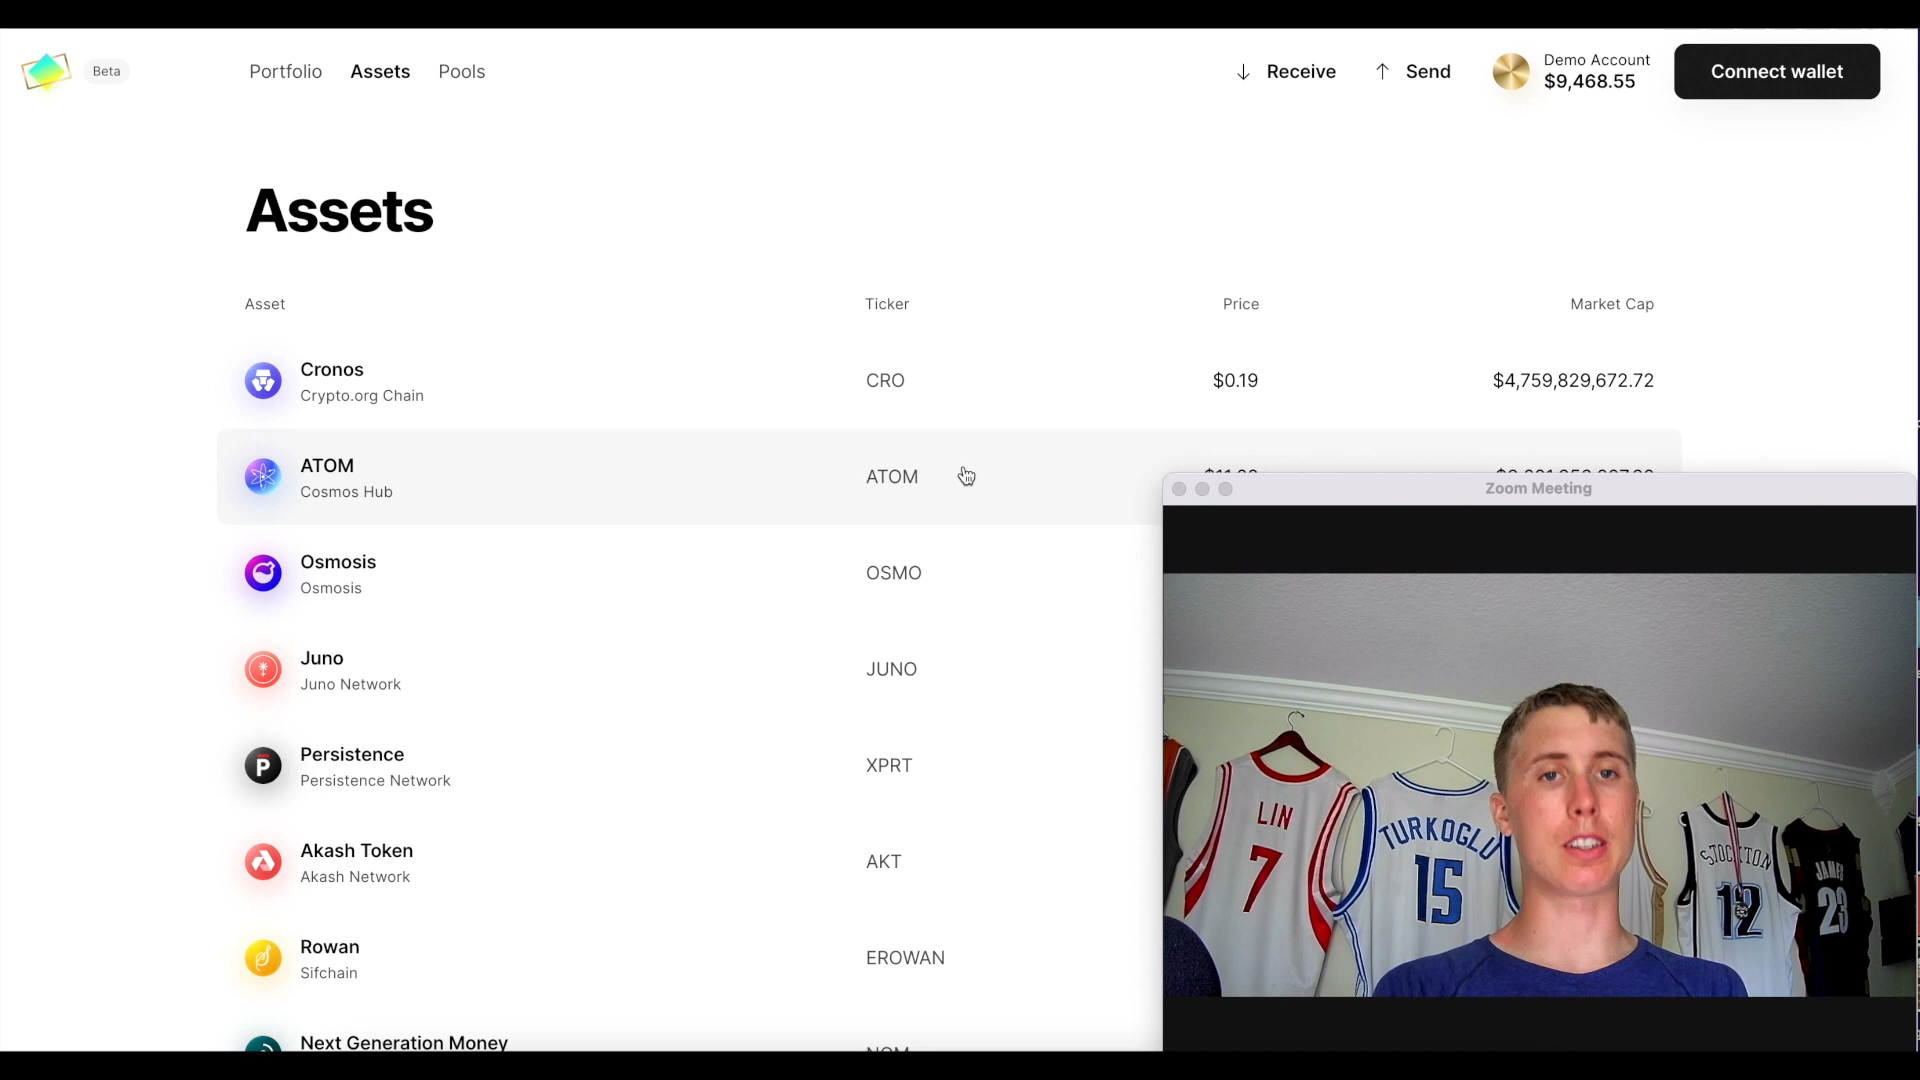 Beta
Portfolio Assets Pools
Receive Send
Demo Account
$9,468.55
Connect wallet
Assets
Asset Ticker Price Market Cap
Cronos
Crypto.org Chain
CRO $0.19 $4,759,829,672.72
ATOM
Cosmos Hub
ATOM
Osmosis
Osmosis
OSMO
Juno
Juno Network
JUNO
Persistence
Persistence Network
XPRT
Akash Token
Akash Network
AKT
Rowan
Sifchain
EROWAN
Next Generation Money
Zoom Meeting
LIN
7
TURKOGLU
15
STOCKTON
12
JAMES
23